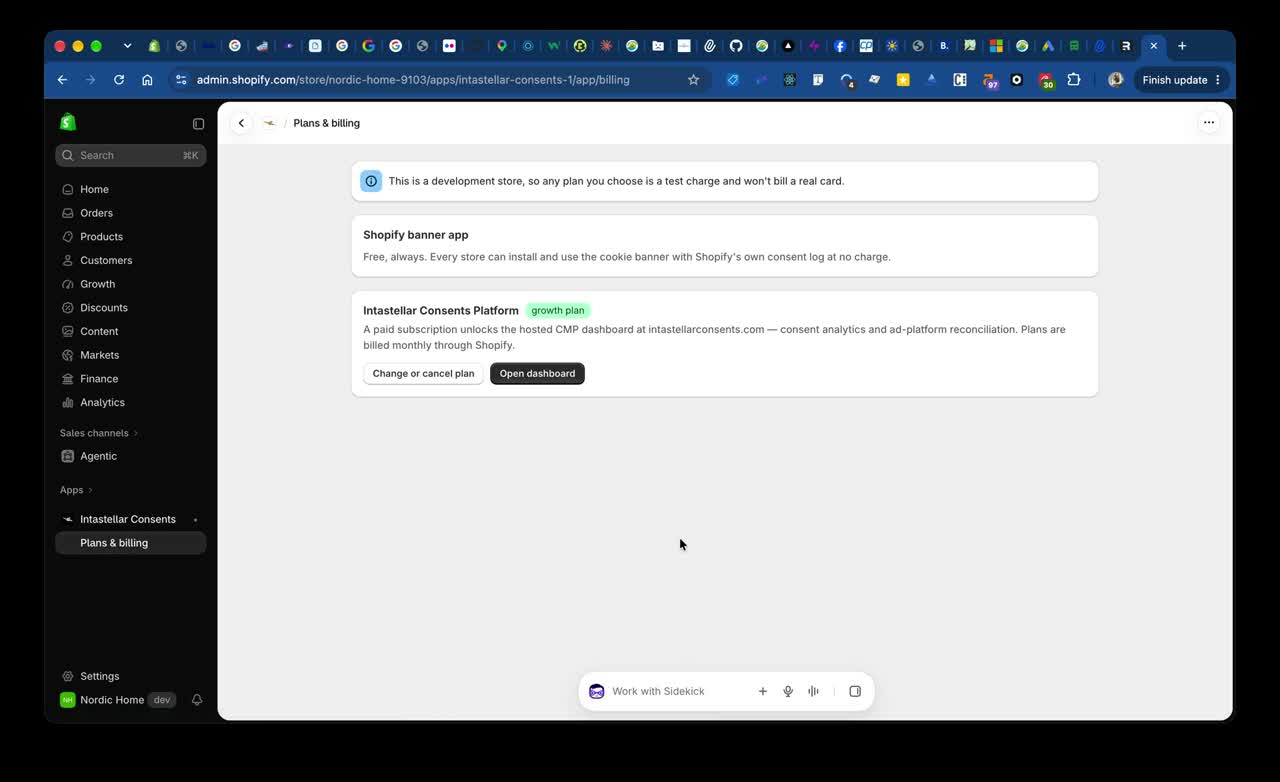 admin.shopify.com/store/nordic-home-9103/apps/intastellar-consents-1/app/billing
4
97
30
Finish update
Search
⌘K
Plans & billing
Home
Orders
Products
Customers
Growth
Discounts
Content
Markets
Finance
Analytics
Sales channels
Agentic
Apps
Intastellar Consents
Plans & billing
Settings
NH
Nordic Home
dev
This is a development store, so any plan you choose is a test charge and won't bill a real card.
Shopify banner app
Free, always. Every store can install and use the cookie banner with Shopify's own consent log at no charge.
Intastellar Consents Platform growth plan
A paid subscription unlocks the hosted CMP dashboard at intastellarconsents.com — consent analytics and ad-platform reconciliation. Plans are
billed monthly through Shopify.
Change or cancel plan
Open dashboard
Work with Sidekick